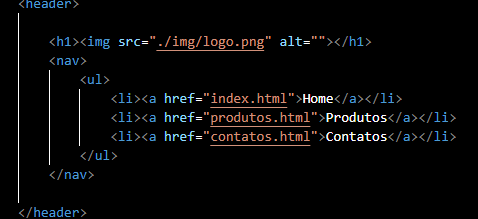 <header>
<h1><img src="./img/logo.png" alt=""></h1>
<nav>
<ul>
<li><a href="index.html">Home</a></li>
<li><a href="produtos.html">Produtos</a></li>
<li><a href="contatos.html">Contatos</a></li>
</ul>
</nav>
</header>